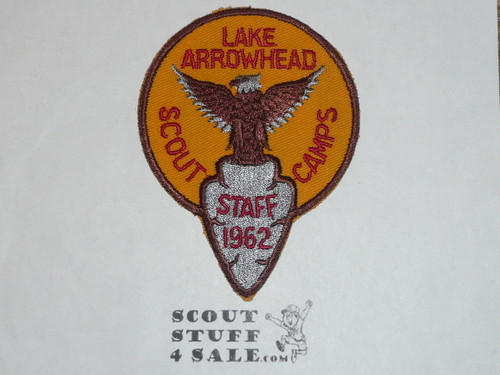 LAKE
ARROWHEAD
SCOUT CAMPS
STAFF
1962
SCOUT
STUFF
4 SALE.COM